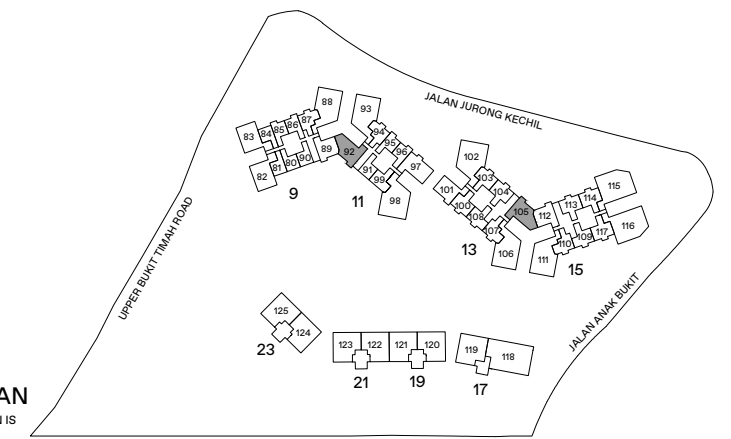 JALAN JURONG KECHIL
UPPER BUKIT TIMAH ROAD
JALAN ANAK BUKIT
88
83 84 85 86 87
82 81 80 90 89
9
93
92 94 95 96 97
91 99
98
11
102
101 103 104
100 108 107
105
106
13
112 113 114 115
111 110 109 117 116
15
125
124
23
123 122 121 120
21 19
119 118
17
AN
N IS